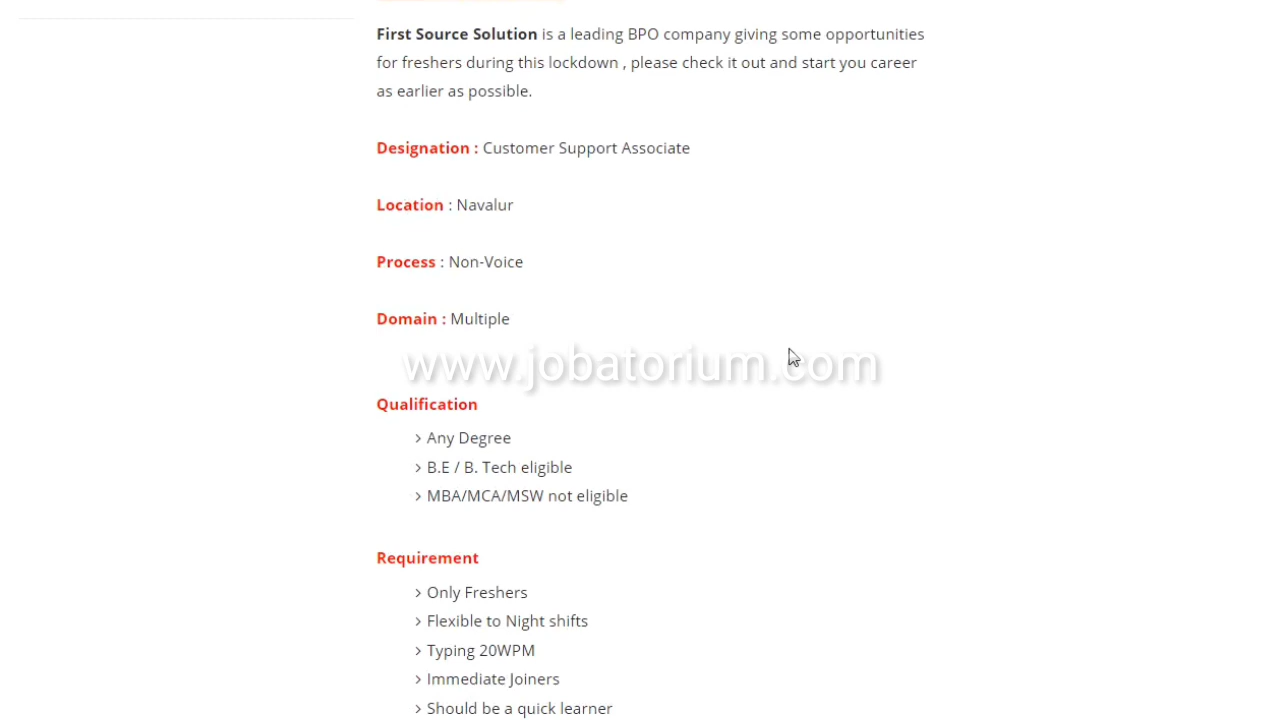 First Source Solution is a leading BPO company giving some opportunities
for freshers during this lockdown , please check it out and start you career
as earlier as possible.
Designation : Customer Support Associate
Location : Navalur
Process : Non-Voice
Domain : Multiple
www.jobatorium.com
Qualification
> Any Degree
> B.E / B. Tech eligible
> MBA/MCA/MSW not eligible
Requirement
> Only Freshers
> Flexible to Night shifts
> Typing 20WPM
> Immediate Joiners
> Should be a quick learner